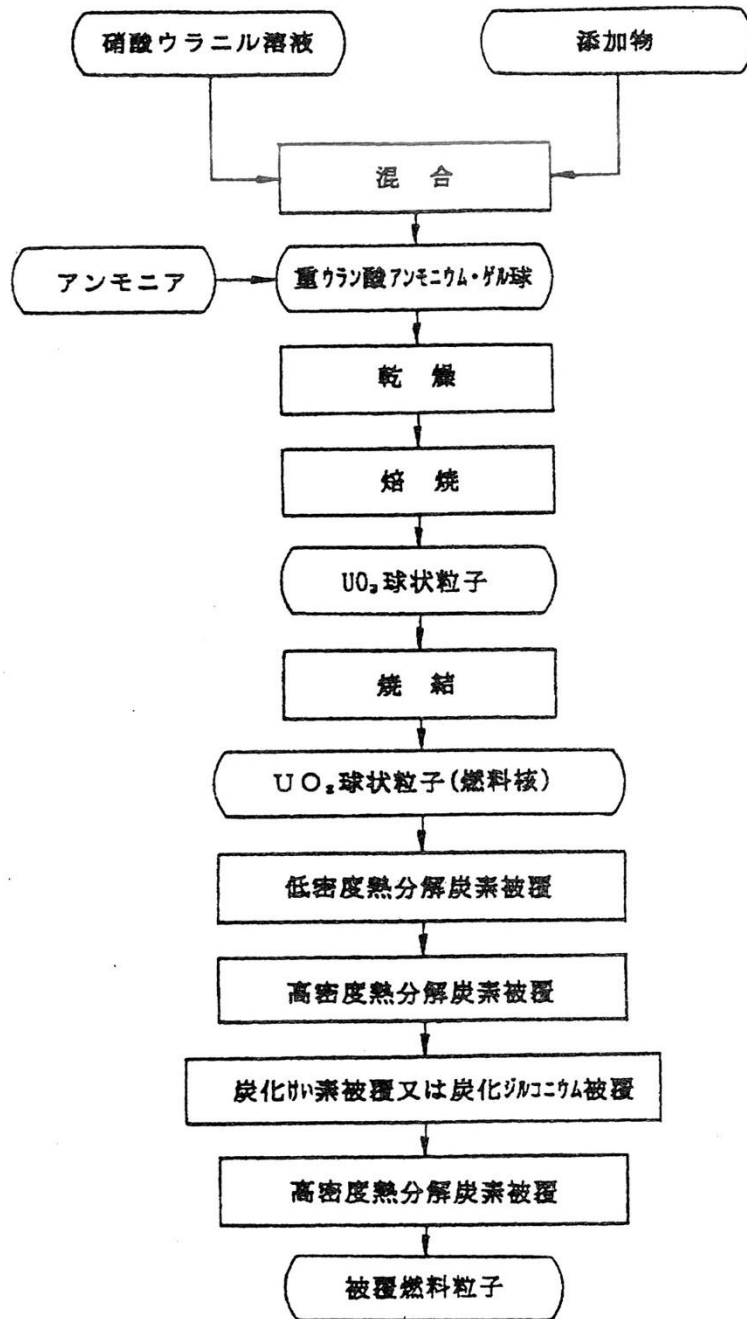 硝酸ウラニル溶液
添加物
混 合
アンモニア
重ウラン酸アンモニウム・ゲル球
乾 燥
焙 焼
UO₃球状粒子
焼 結
UO₂球状粒子(燃料核)
低密度熱分解炭素被覆
高密度熱分解炭素被覆
炭化けい素被覆又は炭化ジルコニウム被覆
高密度熱分解炭素被覆
被覆燃料粒子